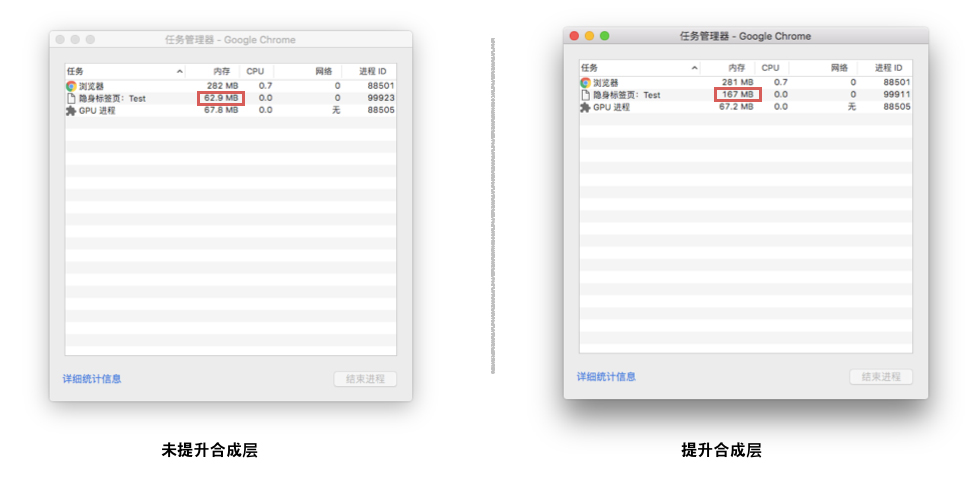 任务管理器 - Google Chrome
任务 内存 CPU 网络 进程 ID
浏览器 282 MB 0.7 0 88501
隐身标签页：Test 62.9 MB 0.0 0 99923
GPU 进程 67.8 MB 0.0 无 88505
详细统计信息 结束进程
未提升合成层
任务管理器 - Google Chrome
任务 内存 CPU 网络 进程 ID
浏览器 281 MB 0.7 0 88501
隐身标签页：Test 167 MB 0.0 0 99911
GPU 进程 67.2 MB 0.0 无 88505
详细统计信息 结束进程
提升合成层